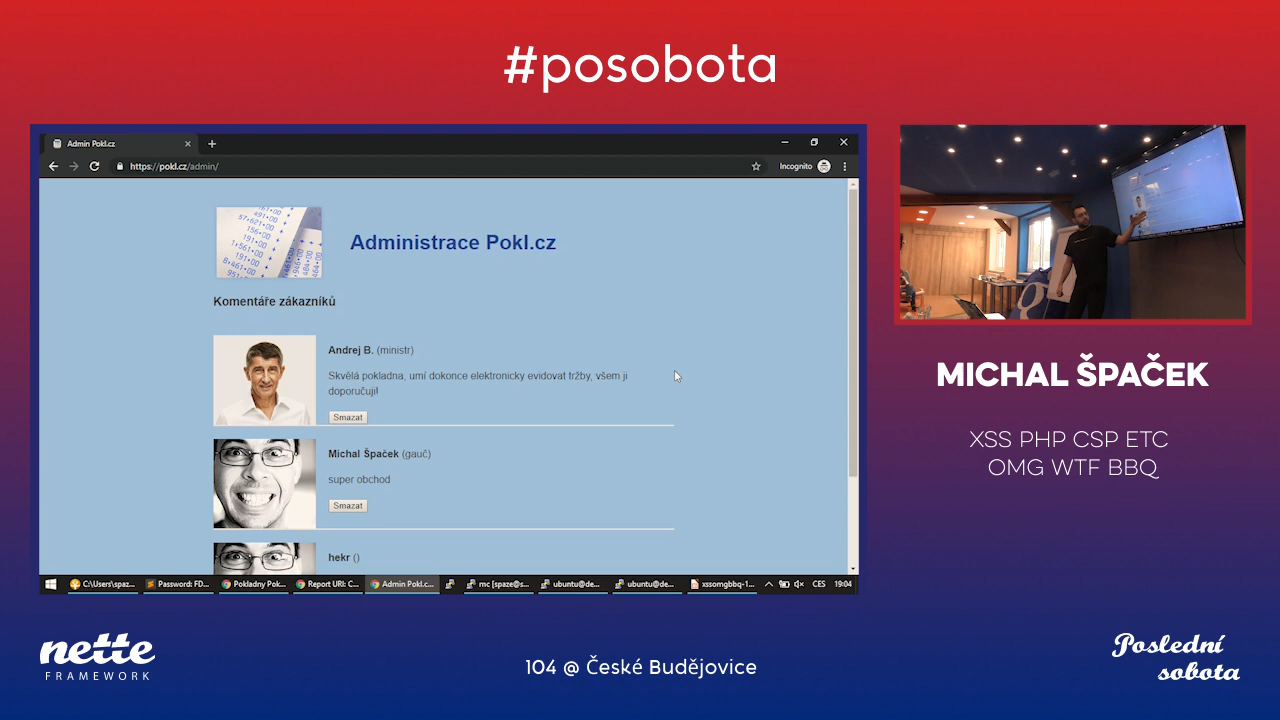 #posobota
Admin Pokl.cz
https://pokl.cz/admin/
Incognito
Administrace Pokl.cz
Komentáře zákazníků
Andrej B. (ministr)
Skvělá pokladna, umí dokonce elektronicky evidovat tržby, všem ji
doporučuji!
Smazat
Michal Špaček (gauč)
super obchod
Smazat
hekr ()
C:\Users\spaz...
Password: FD...
Pokladny Pok...
Report URI: C...
Admin Pokl.c...
mc [spaze@s...
ubuntu@de...
ubuntu@de...
xssomgbbq-1...
CES
19:04
MICHAL ŠPAČEK
XSS PHP CSP ETC
OMG WTF BBQ
nette
FRAMEWORK
104 @ České Budějovice
Poslední
sobota